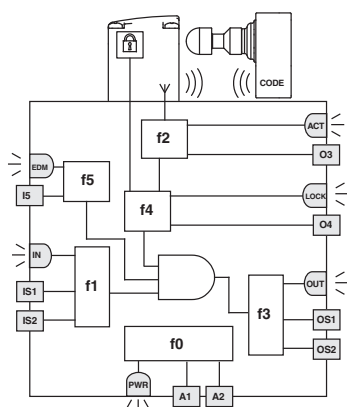 CODE
f2
ACT
O3
EDM
f5
I5
f4
LOCK
O4
IN
f1
IS1
IS2
OUT
f3
OS1
OS2
f0
PWR
A1
A2